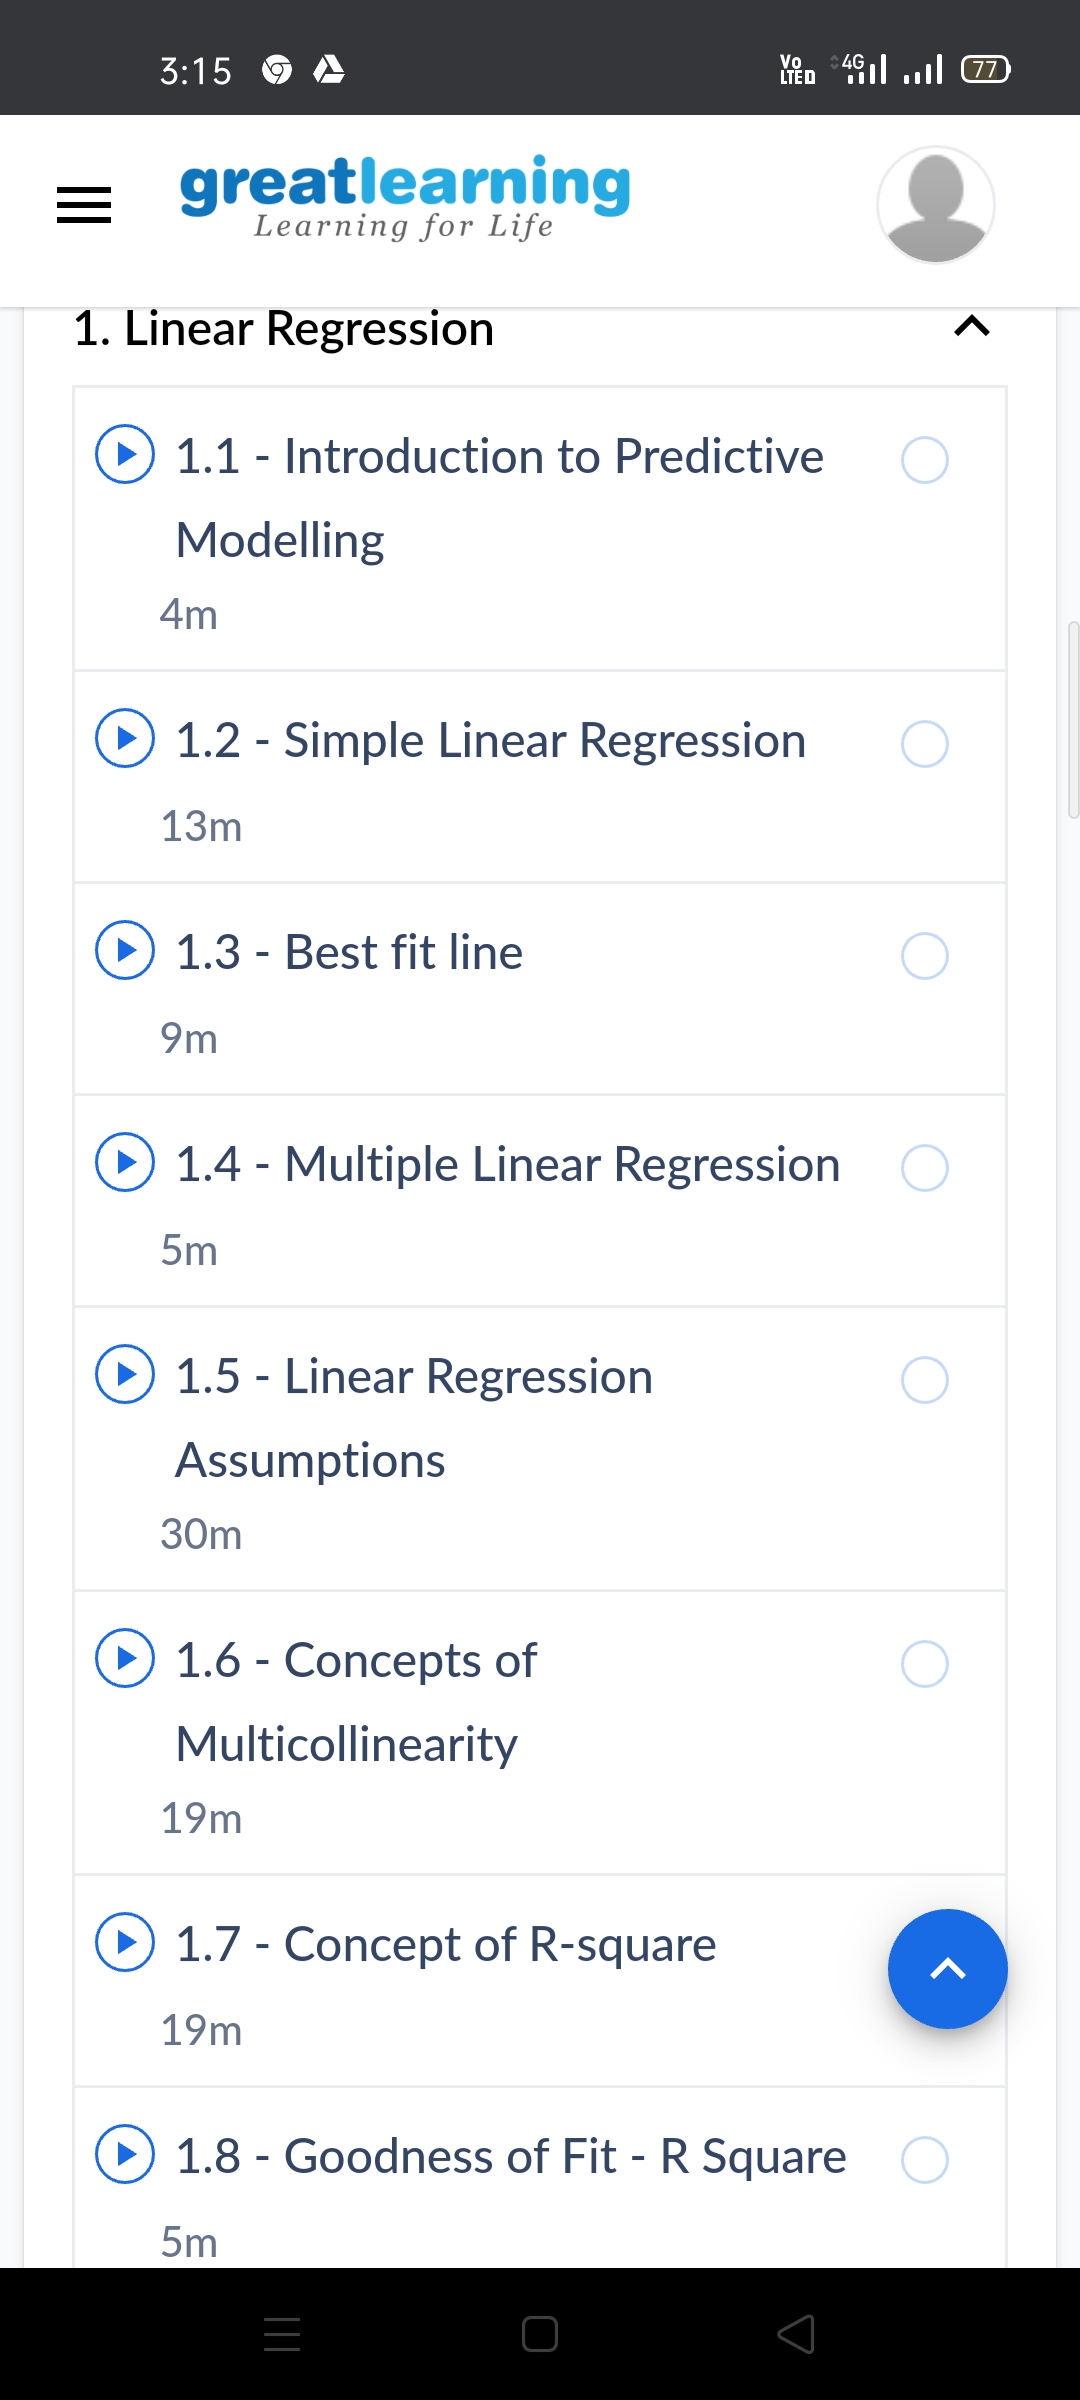 3:15
Vo LTE 4G 77
greatlearning
Learning for Life
1. Linear Regression
1.1 - Introduction to Predictive
Modelling
4m
1.2 - Simple Linear Regression
13m
1.3 - Best fit line
9m
1.4 - Multiple Linear Regression
5m
1.5 - Linear Regression
Assumptions
30m
1.6 - Concepts of
Multicollinearity
19m
1.7 - Concept of R-square
19m
1.8 - Goodness of Fit - R Square
5m